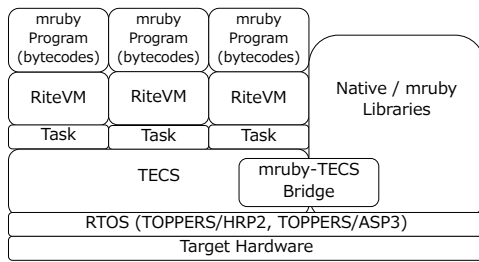 mruby
Program
(bytecodes)
mruby
Program
(bytecodes)
mruby
Program
(bytecodes)
RiteVM
RiteVM
RiteVM
Native / mruby
Libraries
Task
Task
Task
TECS
mruby-TECS
Bridge
RTOS (TOPPERS/HRP2, TOPPERS/ASP3)
Target Hardware